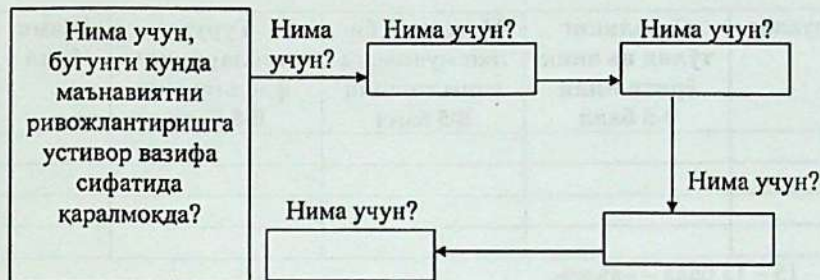 Нима учун,
бугунги кунда
маънавиятни
ривожлантиришга
устивор вазифа
сифатида
қаралмоқда?
Нима
учун?
Нима учун?
Нима учун?
Нима учун?
Нима учун?